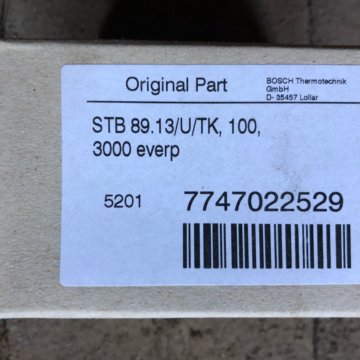 Original Part
BOSCH Thermotechnik
GmbH
D- 35457 Lollar
STB 89.13/U/TK, 100,
3000 everp
5201 7747022529